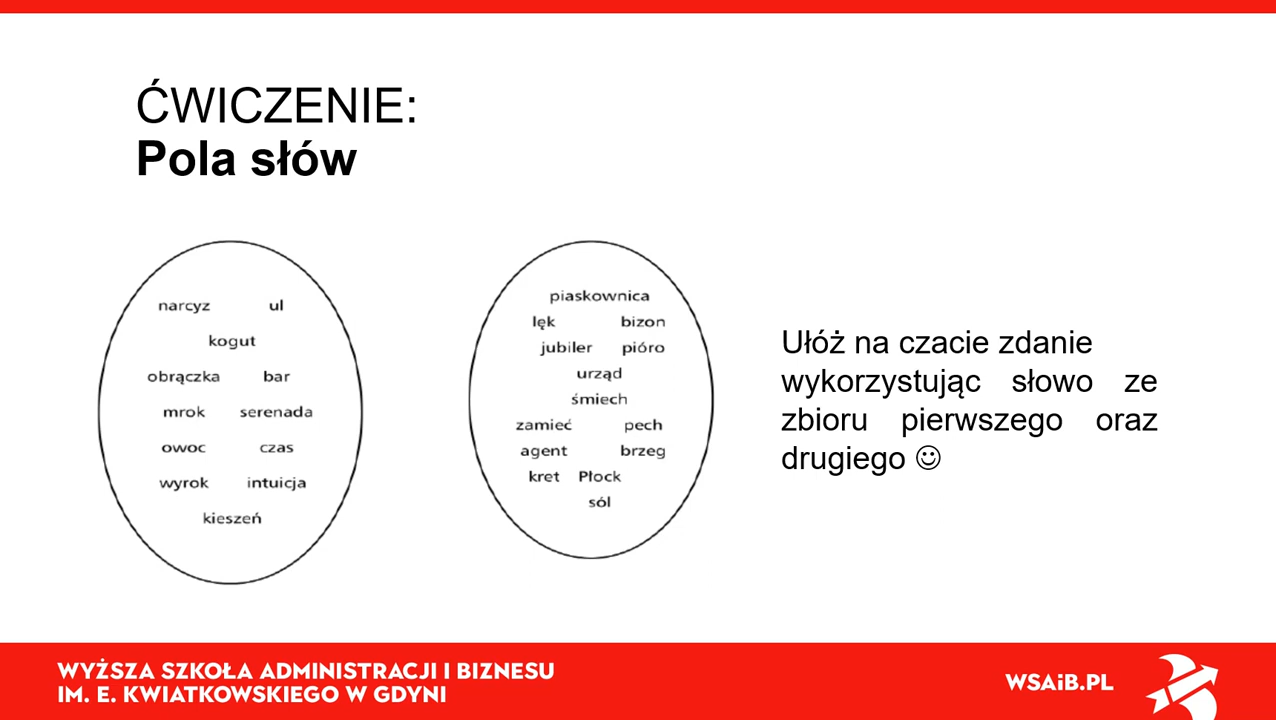 ĆWICZENIE:
Pola słów
narcyz ul
kogut
obrączka bar
mrok serenada
owoc czas
wyrok intuicja
kieszeń
piaskownica
lęk bizon
jubiler pióro
urząd
śmiech
zamieć pech
agent brzeg
kret Płock
sól
Ułóż na czacie zdanie
wykorzystując słowo ze
zbioru pierwszego oraz
drugiego ☺
WYŻSZA SZKOŁA ADMINISTRACJI I BIZNESU
IM. E. KWIATKOWSKIEGO W GDYNI
WSAiB.PL